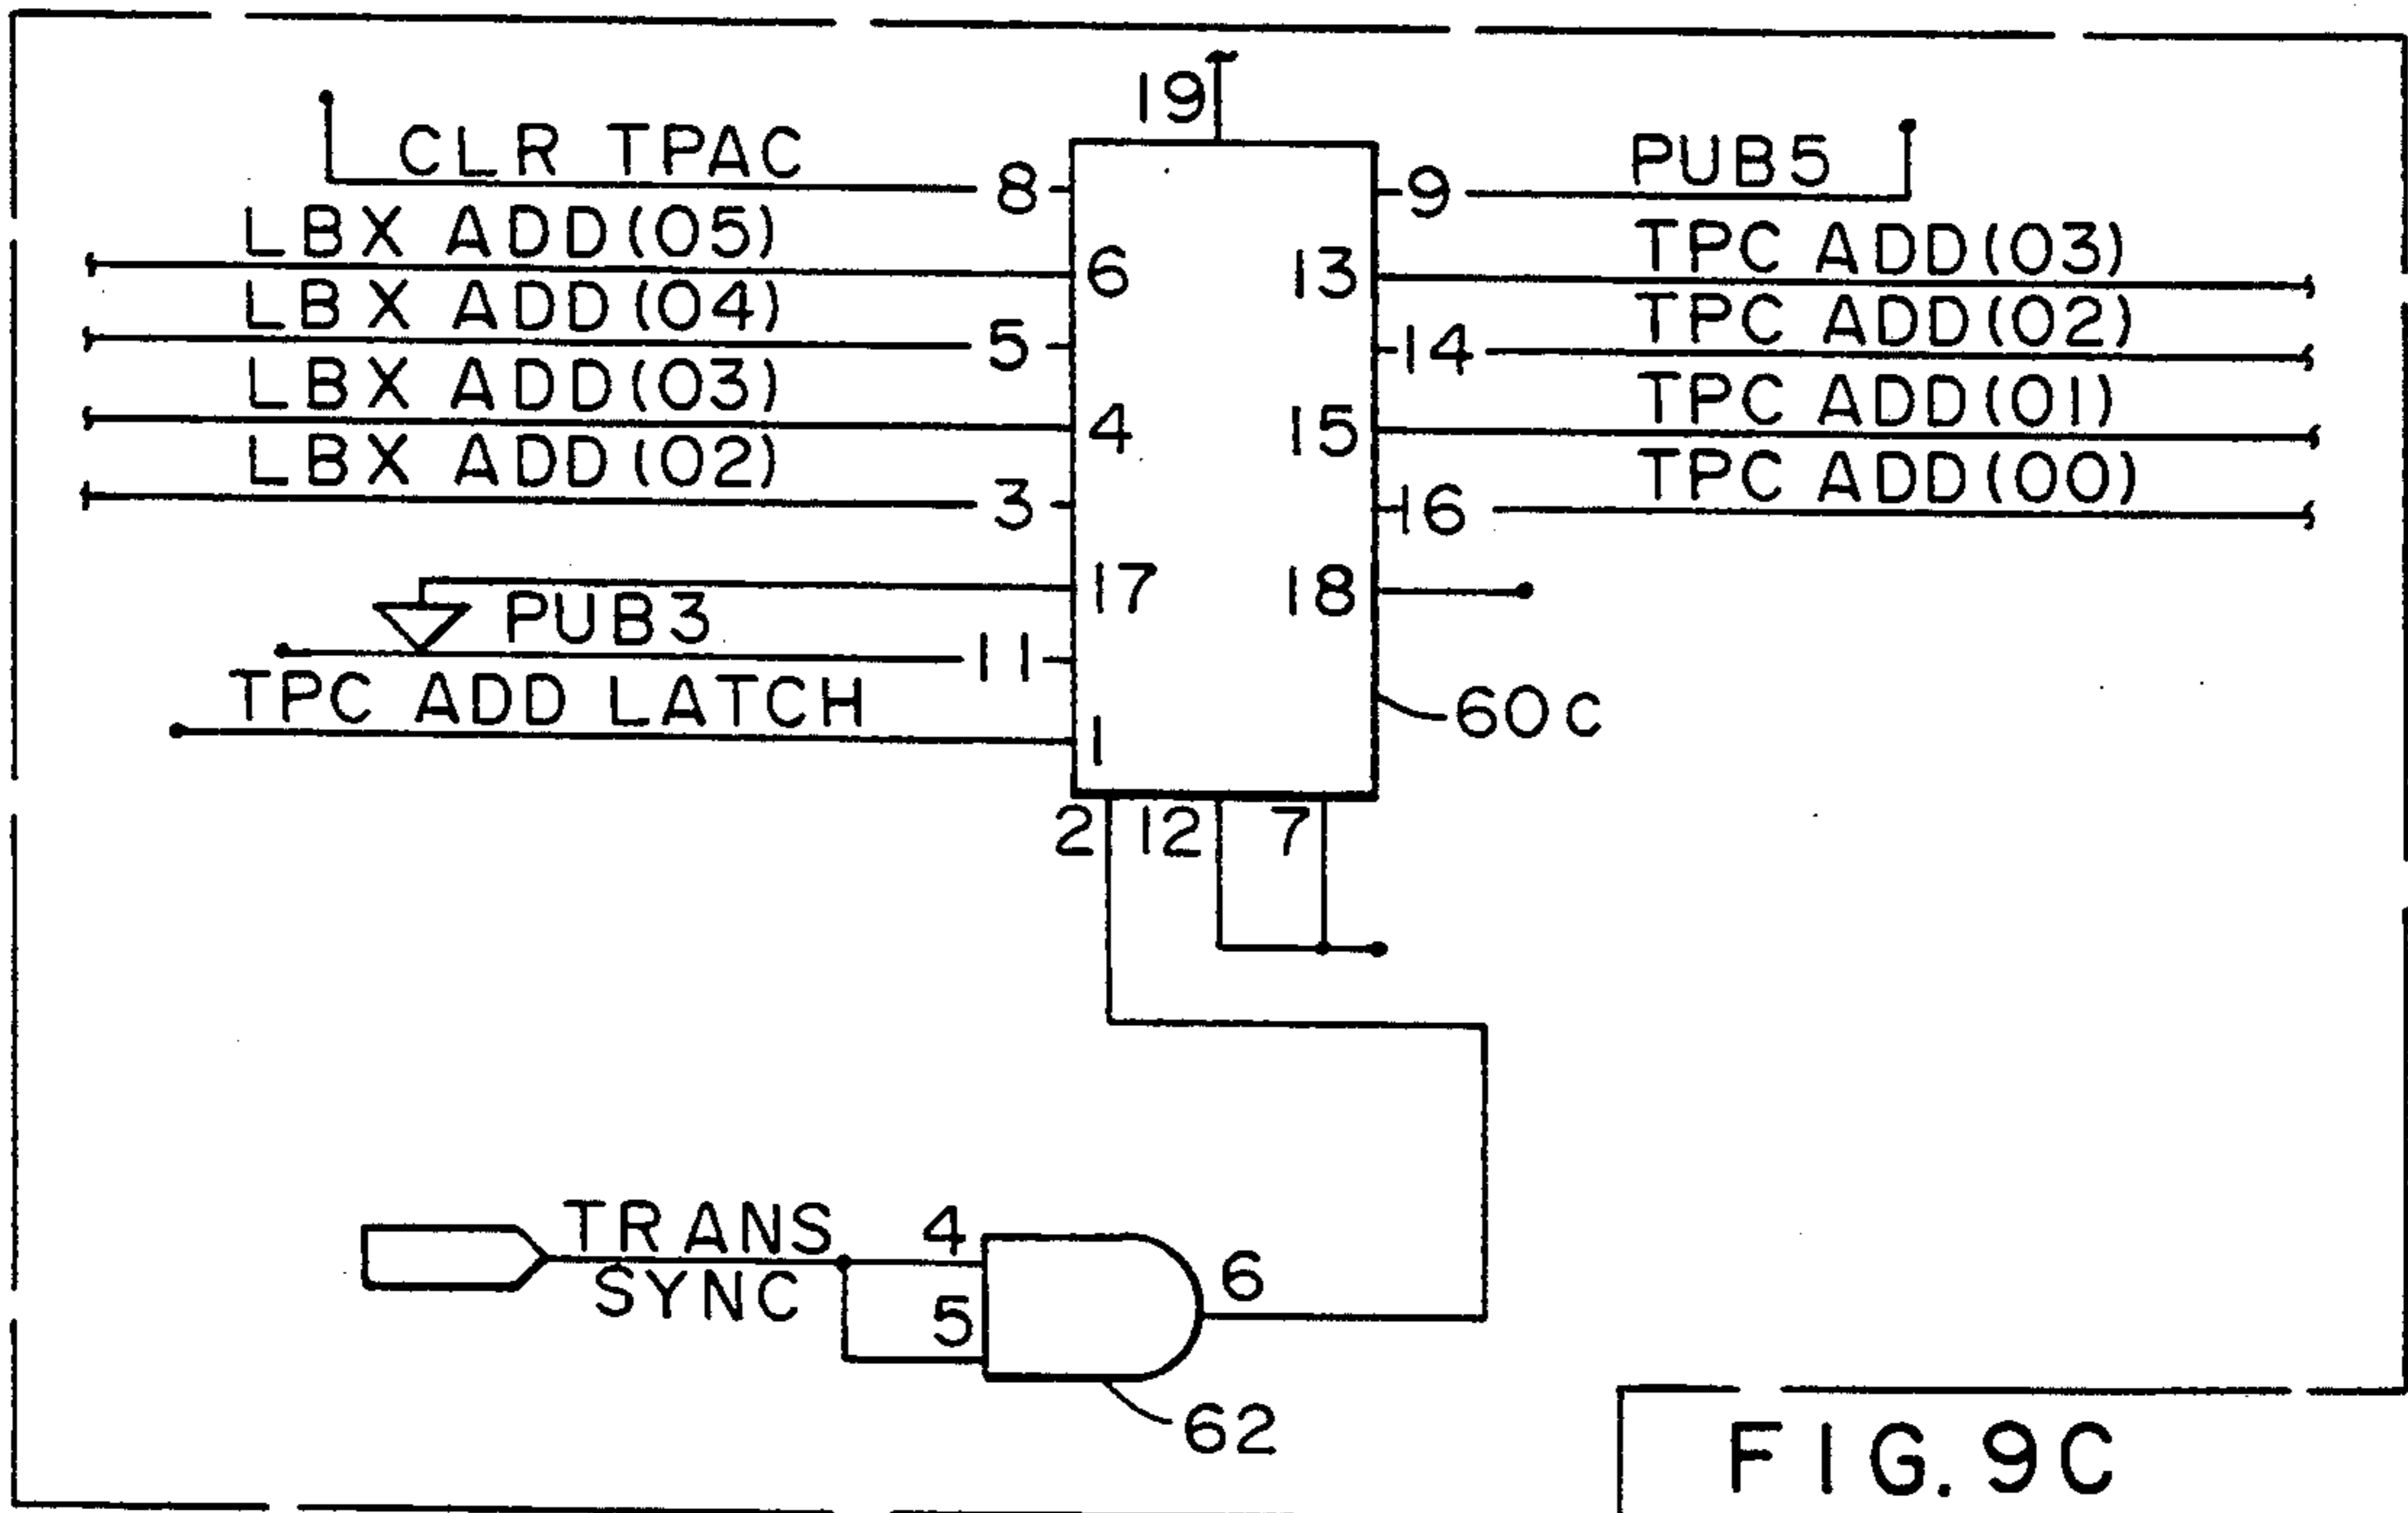 19
CLR TPAC 8 9 PUB5
LBX ADD(05) 6 13 TPC ADD(03)
LBX ADD(04) 5 14 TPC ADD(02)
LBX ADD(03) 4 15 TPC ADD(01)
LBX ADD(02) 3 16 TPC ADD(00)
17 18
PUB3 11
TPC ADD LATCH 1 60C
2 12 7
TRANS 4
SYNC 5 6
62
FIG. 9C